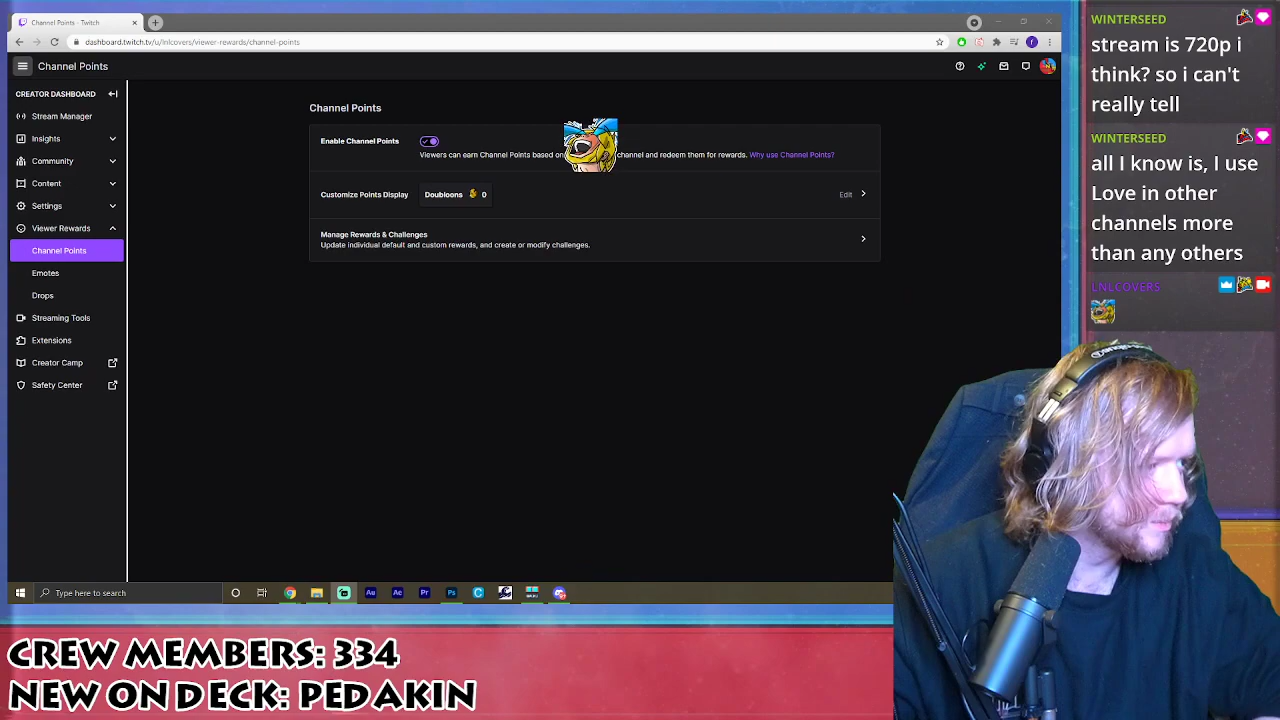 Channel Points - Twitch
dashboard.twitch.tv/u/lnlcovers/viewer-rewards/channel-points
Channel Points
CREATOR DASHBOARD
Stream Manager
Insights
Community
Content
Settings
Viewer Rewards
Channel Points
Emotes
Drops
Streaming Tools
Extensions
Creator Camp
Safety Center
Channel Points
Enable Channel Points
Viewers can earn Channel Points based on channel and redeem them for rewards. Why use Channel Points?
Customize Points Display Doubloons 0 Edit
Manage Rewards & Challenges
Update individual default and custom rewards, and create or modify challenges.
Type here to search
Au Ae Pr Ps C
WINTERSEED
stream is 720p i
think? so i can't
really tell
WINTERSEED
all I know is, I use
Love in other
channels more
than any others
LNLCOVERS
CREW MEMBERS: 334
NEW ON DECK: PEDAKIN